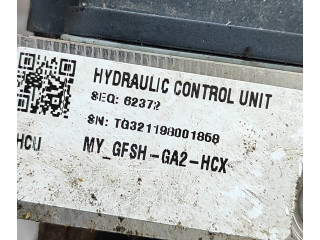 HYDRAULIC CONTROL UNIT
SEQ: 62372
SN: TG321198001868
HCU MY_GFSH-GA2-HCX